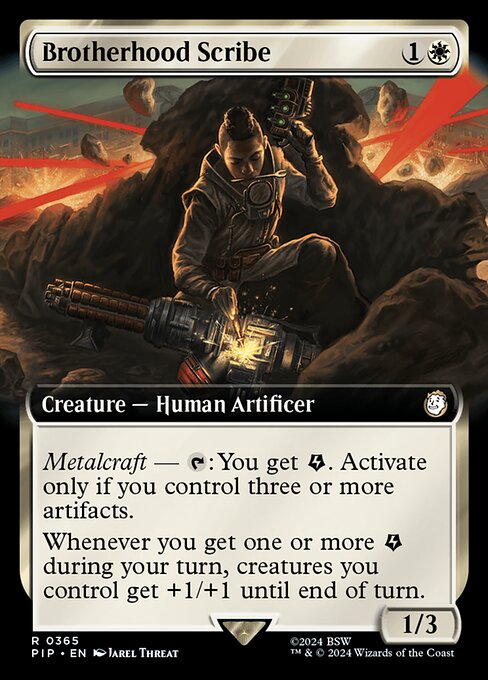 Brotherhood Scribe 1
Creature — Human Artificer
Metalcraft — : You get . Activate
only if you control three or more
artifacts.
Whenever you get one or more
during your turn, creatures you
control get +1/+1 until end of turn.
1/3
R 0365
PIP • EN Jarel Threat
©2024 BSW
™ & © 2024 Wizards of the Coast